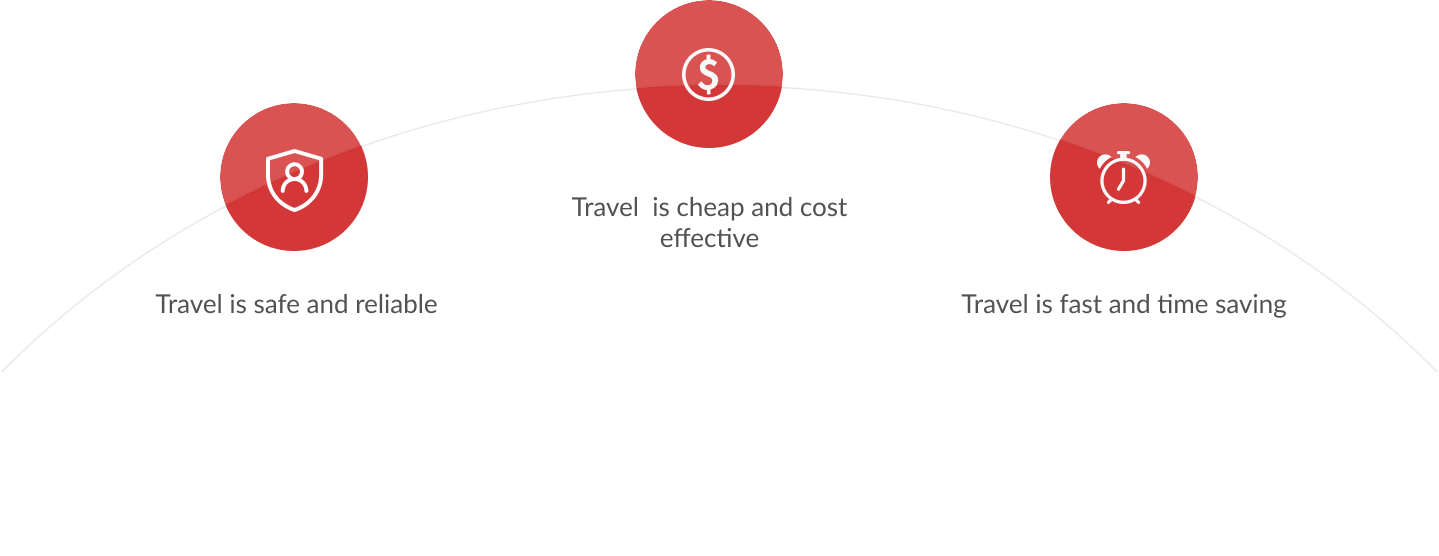 Travel is safe and reliable
Travel  is cheap and cost
effective
Travel is fast and time saving